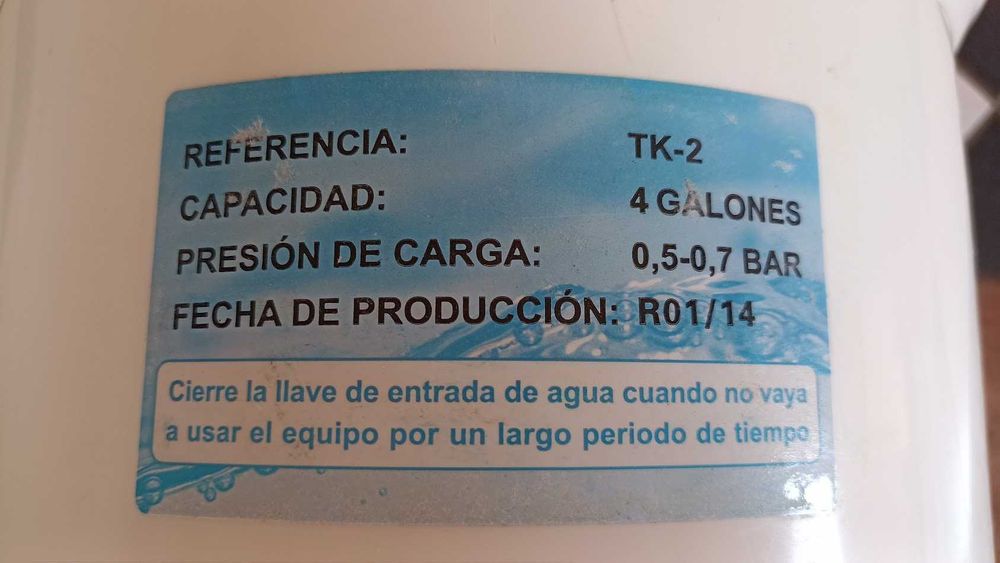 REFERENCIA: TK-2
CAPACIDAD: 4 GALONES
PRESIÓN DE CARGA: 0,5-0,7 BAR
FECHA DE PRODUCCIÓN: R01/14
Cierre la llave de entrada de agua cuando no vaya
a usar el equipo por un largo periodo de tiempo